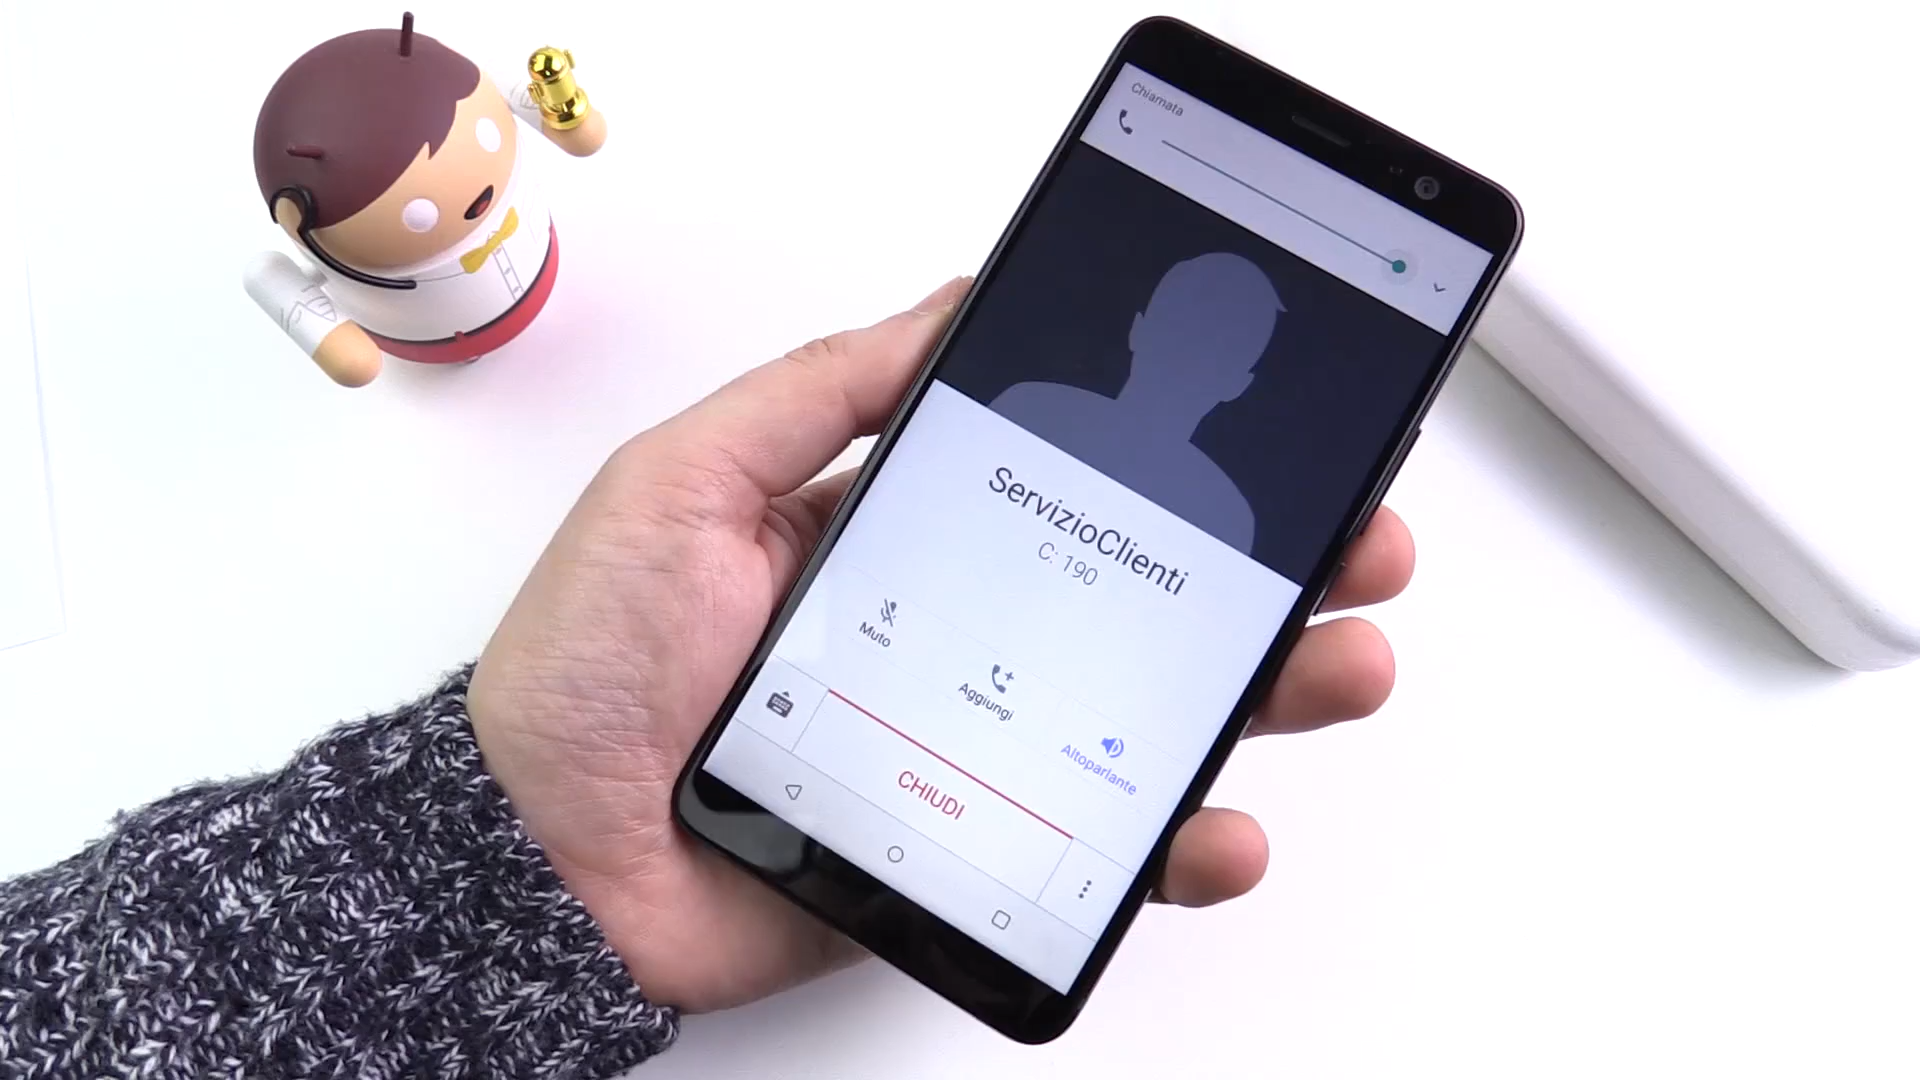 Chiamata
ServizioClienti
C: 190
Muto
Aggiungi
Altoparlante
CHIUDI